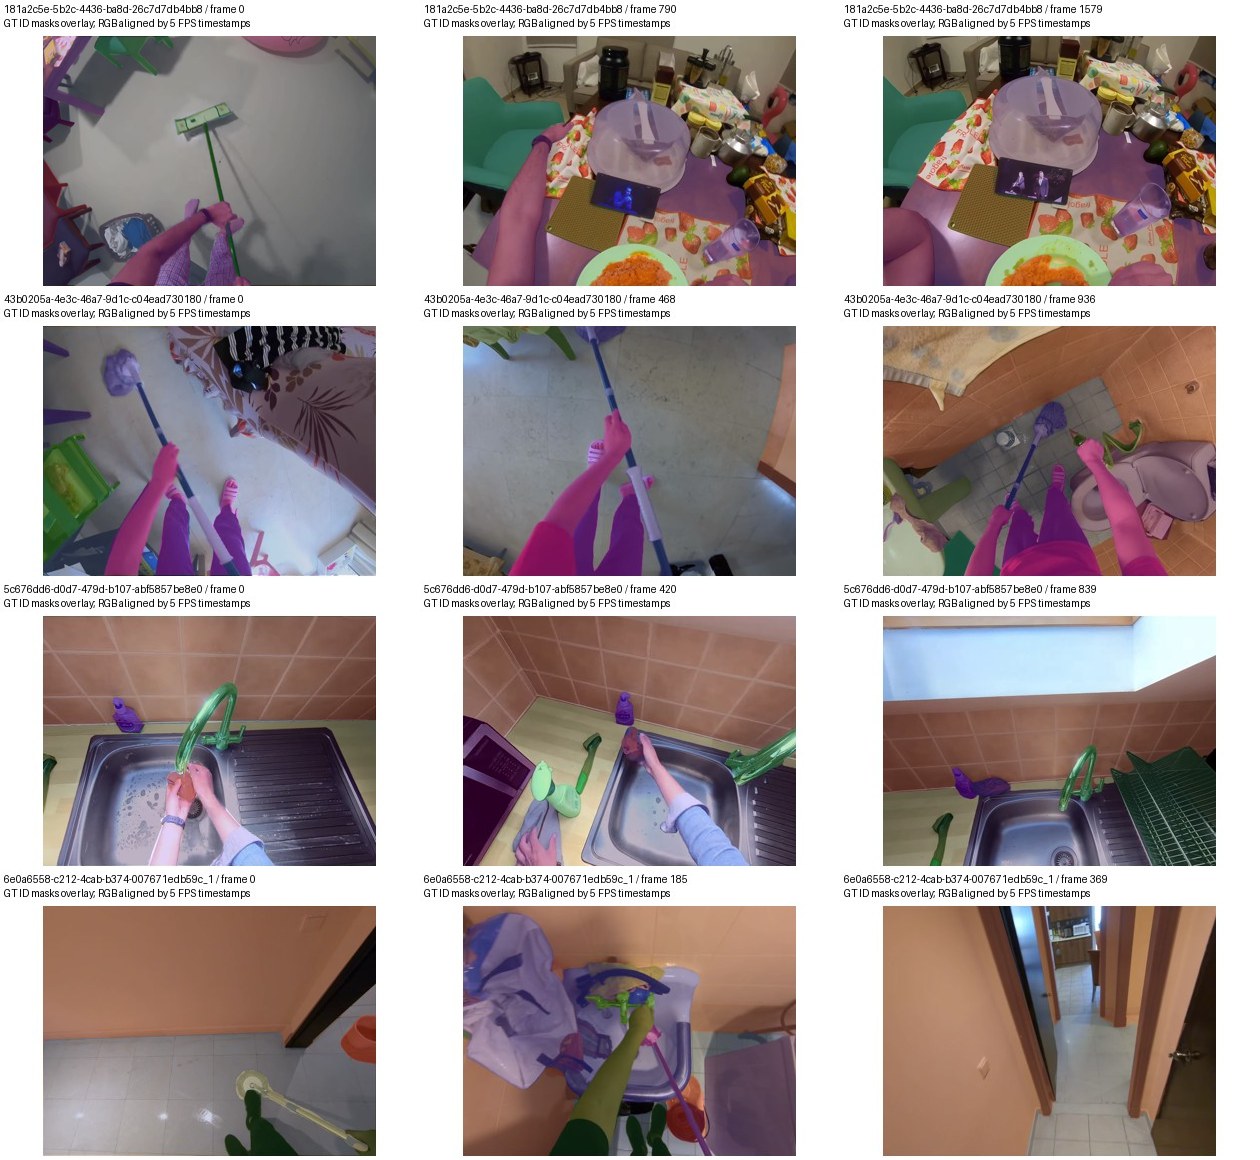 181a2c5e-5b2c-4436-ba8d-26c7d7db4bb8 / frame 0
GT ID masks overlay; RGB aligned by 5 FPS timestamps
181a2c5e-5b2c-4436-ba8d-26c7d7db4bb8 / frame 790
GT ID masks overlay; RGB aligned by 5 FPS timestamps
181a2c5e-5b2c-4436-ba8d-26c7d7db4bb8 / frame 1579
GT ID masks overlay; RGB aligned by 5 FPS timestamps
43b0205a-4e3c-46a7-9d1c-c04ead730180 / frame 0
GT ID masks overlay; RGB aligned by 5 FPS timestamps
43b0205a-4e3c-46a7-9d1c-c04ead730180 / frame 468
GT ID masks overlay; RGB aligned by 5 FPS timestamps
43b0205a-4e3c-46a7-9d1c-c04ead730180 / frame 936
GT ID masks overlay; RGB aligned by 5 FPS timestamps
5c676dd6-d0d7-479d-b107-abf5857be8e0 / frame 0
GT ID masks overlay; RGB aligned by 5 FPS timestamps
5c676dd6-d0d7-479d-b107-abf5857be8e0 / frame 420
GT ID masks overlay; RGB aligned by 5 FPS timestamps
5c676dd6-d0d7-479d-b107-abf5857be8e0 / frame 839
GT ID masks overlay; RGB aligned by 5 FPS timestamps
6e0a6558-c212-4cab-b374-007671edb59c_1 / frame 0
GT ID masks overlay; RGB aligned by 5 FPS timestamps
6e0a6558-c212-4cab-b374-007671edb59c_1 / frame 185
GT ID masks overlay; RGB aligned by 5 FPS timestamps
6e0a6558-c212-4cab-b374-007671edb59c_1 / frame 369
GT ID masks overlay; RGB aligned by 5 FPS timestamps